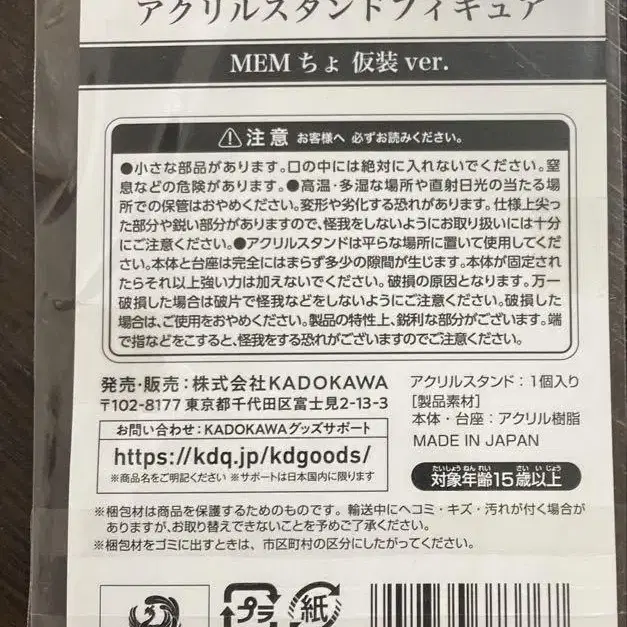 アクリルスタンドフィギュア
MEM ちょ 仮装 ver.
注意 お客様へ 必ずお読みください。
●小さな部品があります。口の中には絶対に入れないでください。窒
息などの危険があります。●高温・多湿な場所や直射日光の当たる場
所での保管はおやめください。変形や劣化する恐れがあります。仕様上尖っ
た部分や鋭い部分がありますので、怪我をしないようにお取り扱いには十分
にご注意ください。●アクリルスタンドは平らな場所に置いて使用してくだ
さい。本体と台座は完全にはまらず多少の隙間が生じます。本体が固定され
たらそれ以上強い力は加えないでください。破損の原因となります。万一
破損した場合は破片で怪我などをしないようにご注意ください。破損した
場合は、ご使用をおやめください。製品の特性上、鋭利な部分がございます。端
で指などをこすると、怪我をする恐れがございますのでご注意ください。
発売・販売：株式会社KADOKAWA
〒102-8177 東京都千代田区富士見2-13-3
お問い合わせ：KADOKAWAグッズサポート
https://kdq.jp/kdgoods/
※商品名をご明記ください ※サポートは日本国内に限ります
アクリルスタンド：1個入り
[製品素材]
本体・台座：アクリル樹脂
MADE IN JAPAN
たいしょうねんれい さいいじょう
対象年齢15歳以上
※梱包材は商品を保護するためのものです。輸送中にヘコミ・キズ・汚れが付く場合が
ありますが、お取り替えできないことを予めご了承ください。
※梱包材をゴミに出すときは、市区町村の区分にしたがってください。
プラ
紙